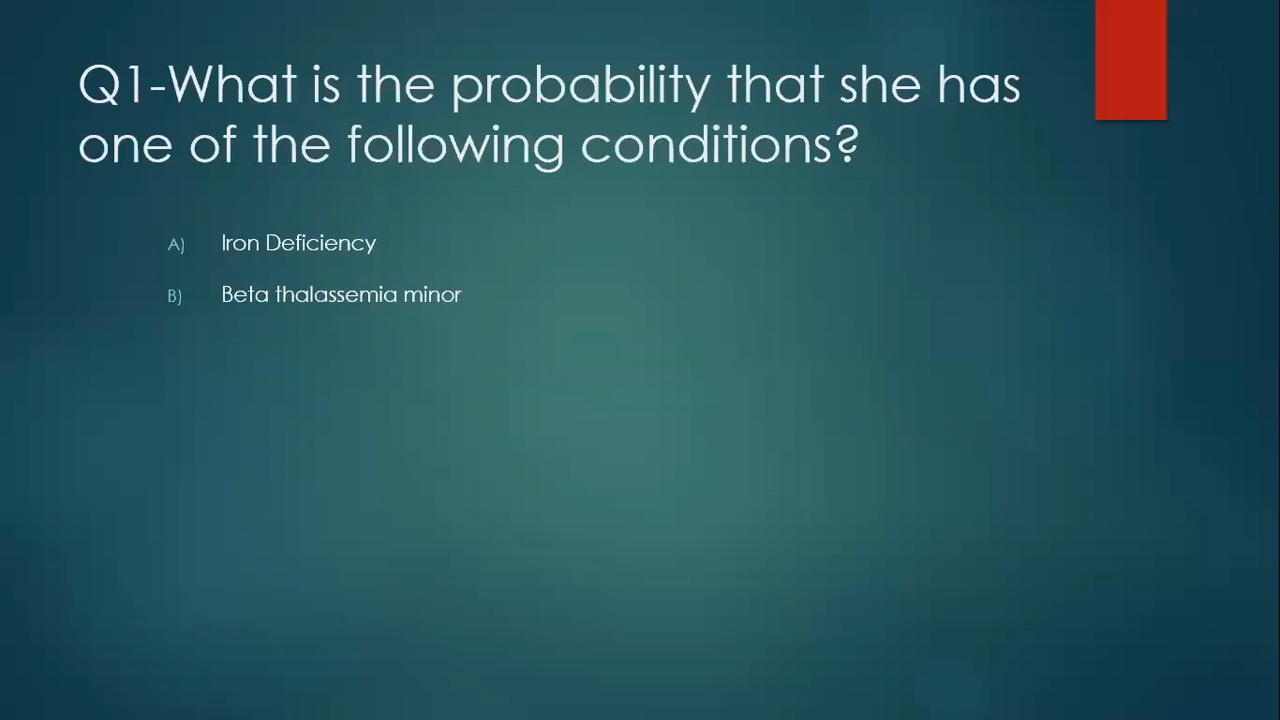 Q1-What is the probability that she has
one of the following conditions?
A) Iron Deficiency
B) Beta thalassemia minor